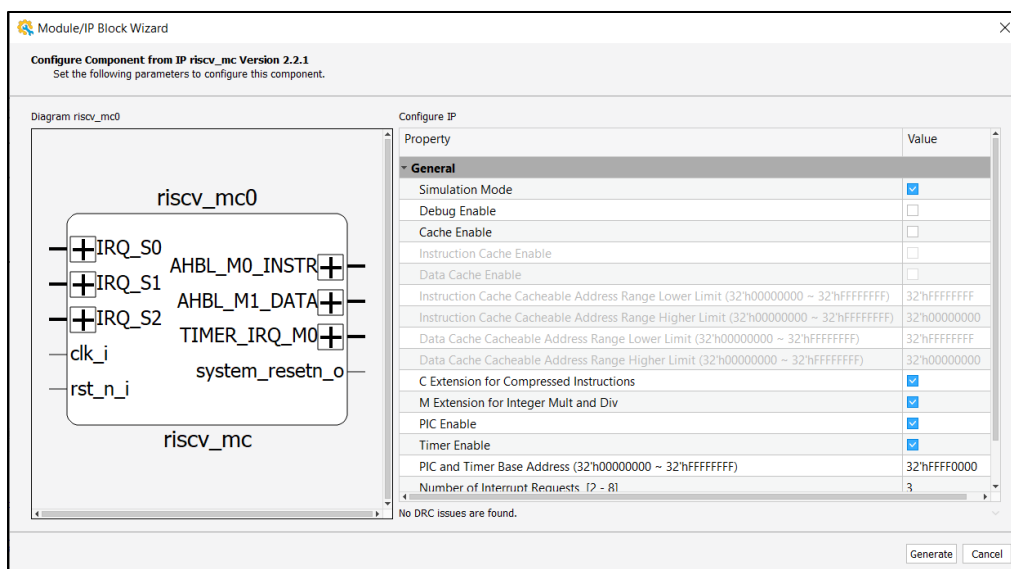 Module/IP Block Wizard
Configure Component from IP riscv_mc Version 2.2.1
Set the following parameters to configure this component.
Diagram riscv_mc0
riscv_mc0
IRQ_S0
IRQ_S1
IRQ_S2
clk_i
rst_n_i
AHBL_M0_INSTR
AHBL_M1_DATA
TIMER_IRQ_M0
system_resetn_o
riscv_mc
Configure IP
Property Value
General
Simulation Mode
Debug Enable
Cache Enable
Instruction Cache Enable
Data Cache Enable
Instruction Cache Cacheable Address Range Lower Limit (32'h00000000 ~ 32'hFFFFFFFF) 32'hFFFFFFFF
Instruction Cache Cacheable Address Range Higher Limit (32'h00000000 ~ 32'hFFFFFFFF) 32'h00000000
Data Cache Cacheable Address Range Lower Limit (32'h00000000 ~ 32'hFFFFFFFF) 32'hFFFFFFFF
Data Cache Cacheable Address Range Higher Limit (32'h00000000 ~ 32'hFFFFFFFF) 32'h00000000
C Extension for Compressed Instructions
M Extension for Integer Mult and Div
PIC Enable
Timer Enable
PIC and Timer Base Address (32'h00000000 ~ 32'hFFFFFFFF) 32'hFFFF0000
Number of Interrupt Requests [2 - 8] 3
No DRC issues are found.
Generate Cancel